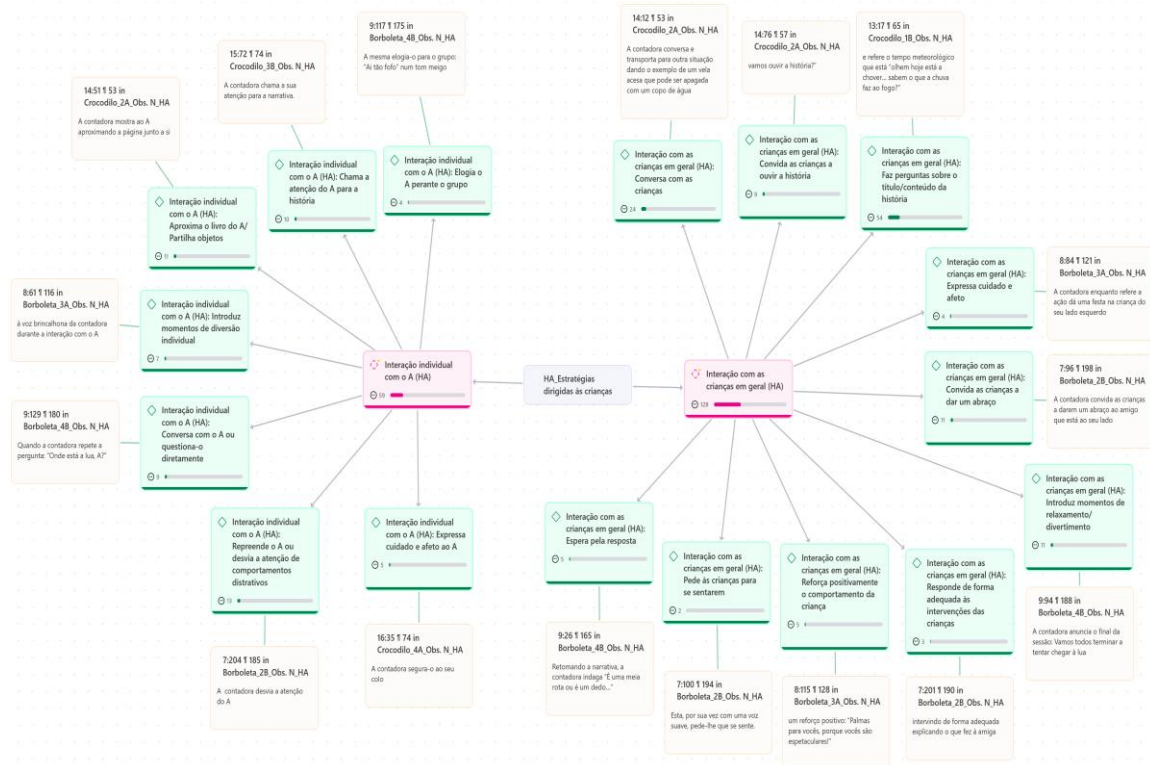 9:117 ¶ 175 in
Borboleta_4B_Obs. N_HA
A mesma elogia-o para o grupo:
"Ai tão fofo" num tom meigo
15:72 ¶ 74 in
Crocodilo_3B_Obs. N_HA
A contadora chama a sua
atenção para a narrativa.
14:51 ¶ 53 in
Crocodilo_2A_Obs. N_HA
A contadora mostra ao A
aproximando a página junto a si
14:12 ¶ 53 in
Crocodilo_2A_Obs. N_HA
A contadora conversa e
transporta para outra situação
dando o exemplo de um vela
acesa que pode ser apagada
com um copo de água
14:76 ¶ 57 in
Crocodilo_2A_Obs. N_HA
vamos ouvir a história?"
13:17 ¶ 65 in
Crocodilo_1B_Obs. N_HA
e refere o tempo meteorológico
que está "olhem hoje está a
chover... sabem o que a chuva
faz ao fogo?"
Interação individual
com o A (HA):
Aproxima o livro do A/
Partilha objetos
11
Interação individual
com o A (HA): Chama a
atenção do A para a
história
10
Interação individual
com o A (HA): Elogia o
A perante o grupo
4
Interação com as
crianças em geral (HA):
Conversa com as
crianças
24
Interação com as
crianças em geral (HA):
Convida as crianças a
ouvir a história
9
Interação com as
crianças em geral (HA):
Faz perguntas sobre o
título/conteúdo da
história
54
8:61 ¶ 116 in
Borboleta_3A_Obs. N_HA
à voz brincalhona da contadora
durante a interação com o A
Interação individual
com o A (HA): Introduz
momentos de diversão
individual
7
Interação com as
crianças em geral (HA):
Expressa cuidado e
afeto
4
8:84 ¶ 121 in
Borboleta_3A_Obs. N_HA
A contadora enquanto refere a
ação dá uma festa na criança do
seu lado esquerdo
Interação individual
com o A (HA)
59
HA_Estratégias
dirigidas às crianças
Interação com as
crianças em geral (HA)
128
Interação com as
crianças em geral (HA):
Convida as crianças a
dar um abraço
11
7:96 ¶ 198 in
Borboleta_2B_Obs. N_HA
A contadora convida as crianças
a darem um abraço ao amigo
que está ao seu lado
9:129 ¶ 180 in
Borboleta_4B_Obs. N_HA
Quando a contadora repete a
pergunta: "Onde está a lua, A?"
Interação individual
com o A (HA):
Conversa com o A ou
questiona-o
diretamente
9
Interação individual
com o A (HA):
Repreende o A ou
desvia a atenção de
comportamentos
distrativos
13
Interação individual
com o A (HA): Expressa
cuidado e afeto ao A
5
Interação com as
crianças em geral (HA):
Espera pela resposta
5
Interação com as
crianças em geral (HA):
Pede às crianças para
se sentarem
2
Interação com as
crianças em geral (HA):
Reforça positivamente
o comportamento da
criança
5
Interação com as
crianças em geral (HA):
Responde de forma
adequada às
intervenções das
crianças
3
Interação com as
crianças em geral (HA):
Introduz momentos de
relaxamento/
divertimento
11
7:204 ¶ 185 in
Borboleta_2B_Obs. N_HA
A contadora desvia a atenção
do A
16:35 ¶ 74 in
Crocodilo_4A_Obs. N_HA
A contadora segura-o ao seu
colo
9:26 ¶ 165 in
Borboleta_4B_Obs. N_HA
Retomando a narrativa, a
contadora indaga "É uma meia
rota ou é um dedo..."
7:100 ¶ 194 in
Borboleta_2B_Obs. N_HA
Esta, por sua vez com uma voz
suave, pede-lhe que se sente.
8:115 ¶ 128 in
Borboleta_3A_Obs. N_HA
um reforço positivo: "Palmas
para vocês, porque vocês são
espetaculares!"
7:201 ¶ 190 in
Borboleta_2B_Obs. N_HA
intervindo de forma adequada
explicando o que fez à amiga
9:94 ¶ 188 in
Borboleta_4B_Obs. N_HA
A contadora anuncia o final da
sessão: Vamos todos terminar a
tentar chegar à lua